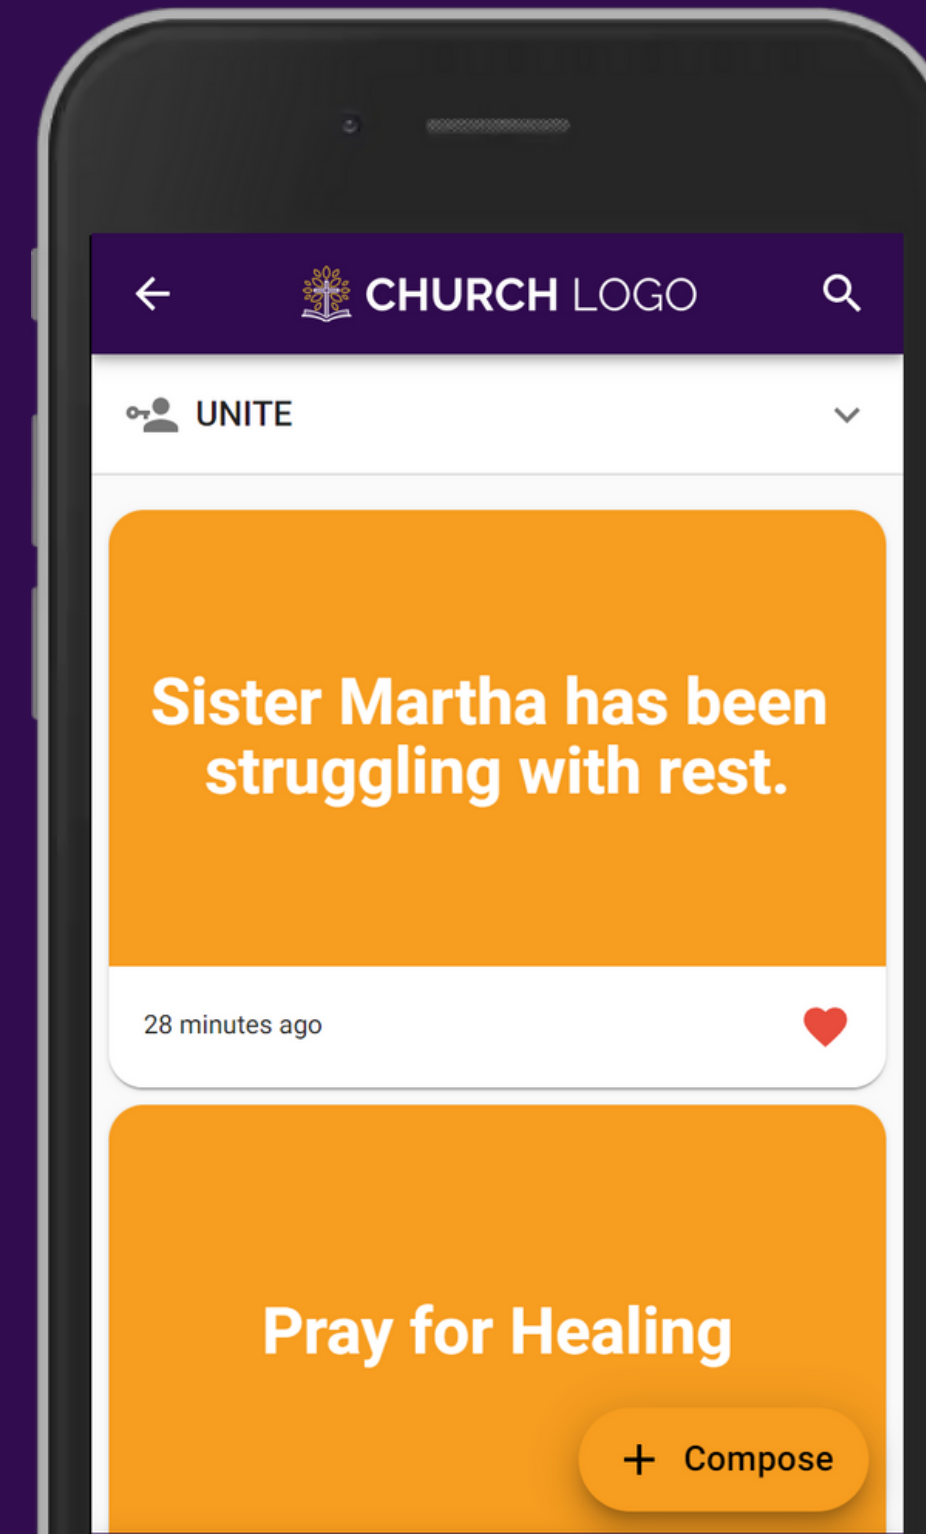 CHURCH LOGO
UNITE
Sister Martha has been
struggling with rest.
28 minutes ago
Pray for Healing
+ Compose